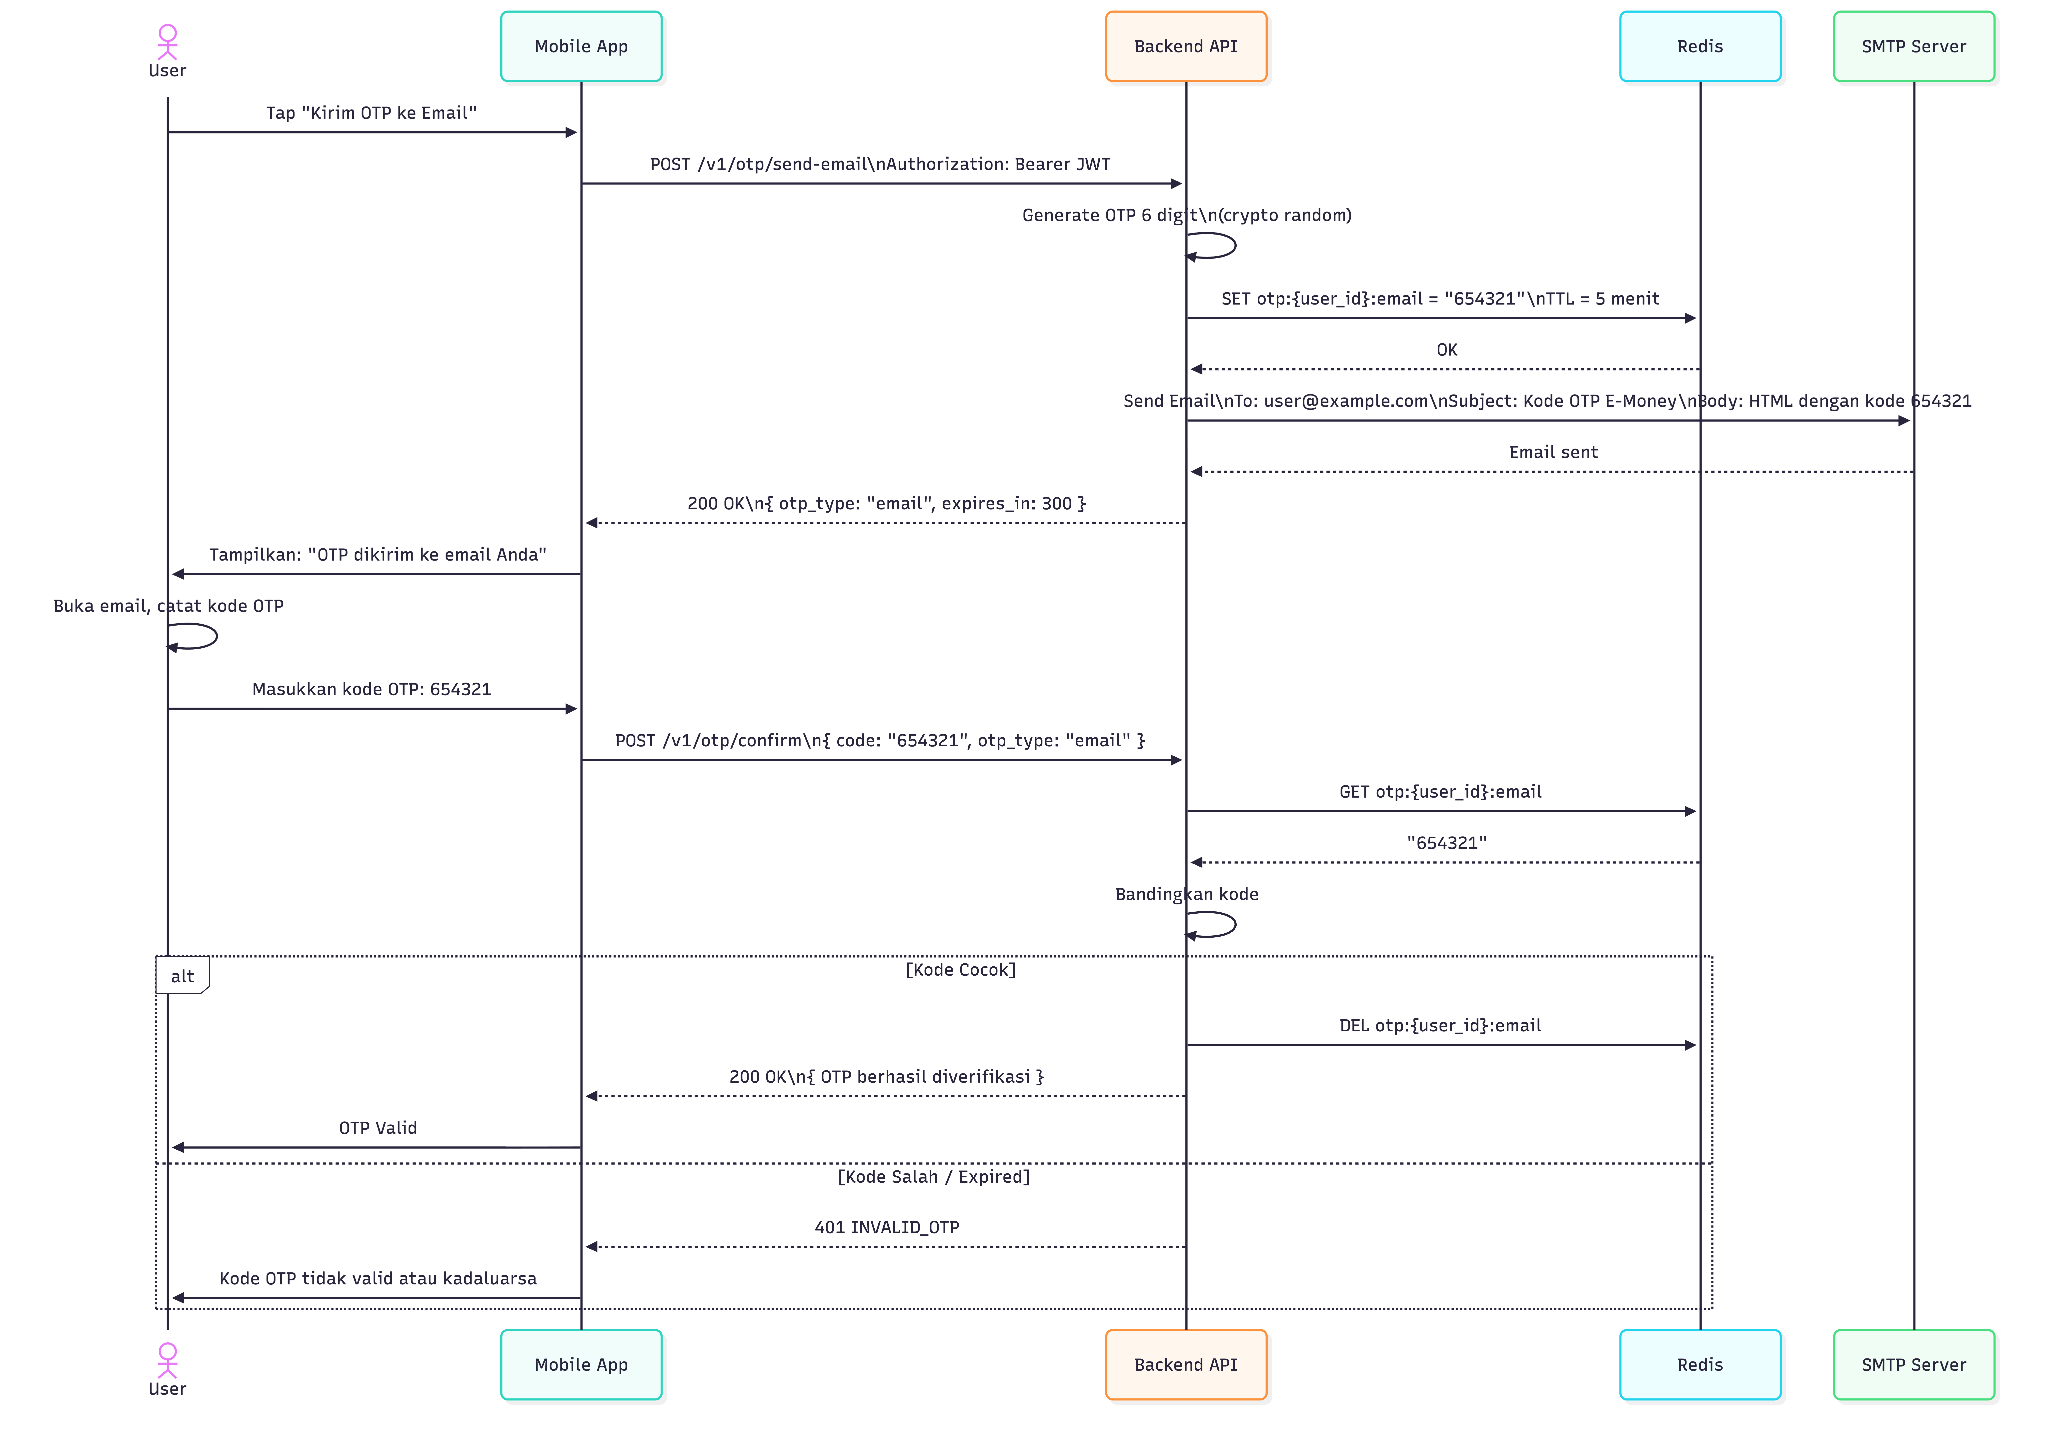 User
Mobile App
Backend API
Redis
SMTP Server
Tap "Kirim OTP ke Email"
POST /v1/otp/send-email\nAuthorization: Bearer JWT
Generate OTP 6 digit\n(crypto random)
SET otp:{user_id}:email = "654321"\nTTL = 5 menit
OK
Send Email\nTo: user@example.com\nSubject: Kode OTP E-Money\nBody: HTML dengan kode 654321
Email sent
200 OK\n{ otp_type: "email", expires_in: 300 }
Tampilkan: "OTP dikirim ke email Anda"
Buka email, catat kode OTP
Masukkan kode OTP: 654321
POST /v1/otp/confirm\n{ code: "654321", otp_type: "email" }
GET otp:{user_id}:email
"654321"
Bandingkan kode
alt
[Kode Cocok]
DEL otp:{user_id}:email
200 OK\n{ OTP berhasil diverifikasi }
OTP Valid
[Kode Salah / Expired]
401 INVALID_OTP
Kode OTP tidak valid atau kadaluarsa
User
Mobile App
Backend API
Redis
SMTP Server